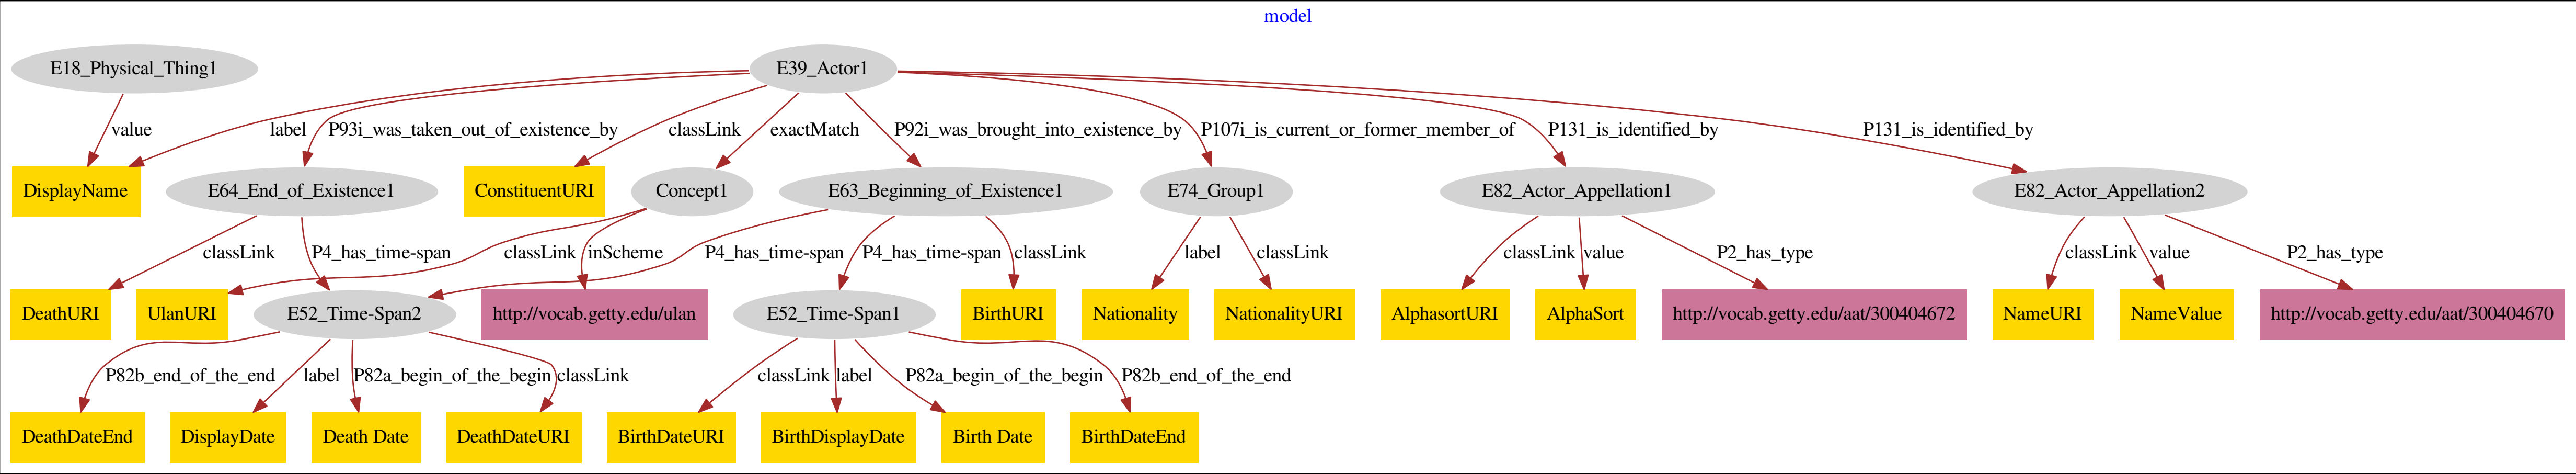 model
E18_Physical_Thing1
E39_Actor1
value
label
P93i_was_taken_out_of_existence_by
classLink
exactMatch
P92i_was_brought_into_existence_by
P107i_is_current_or_former_member_of
P131_is_identified_by
P131_is_identified_by
DisplayName
E64_End_of_Existence1
ConstituentURI
Concept1
E63_Beginning_of_Existence1
E74_Group1
E82_Actor_Appellation1
E82_Actor_Appellation2
classLink
P4_has_time-span
classLink
inScheme
P4_has_time-span
P4_has_time-span
classLink
label
classLink
classLink
value
P2_has_type
classLink
value
P2_has_type
DeathURI
UlanURI
E52_Time-Span2
http://vocab.getty.edu/ulan
E52_Time-Span1
BirthURI
Nationality
NationalityURI
AlphasortURI
AlphaSort
http://vocab.getty.edu/aat/300404672
NameURI
NameValue
http://vocab.getty.edu/aat/300404670
P82b_end_of_the_end
label
P82a_begin_of_the_begin
classLink
classLink
label
P82a_begin_of_the_begin
P82b_end_of_the_end
DeathDateEnd
DisplayDate
Death Date
DeathDateURI
BirthDateURI
BirthDisplayDate
Birth Date
BirthDateEnd